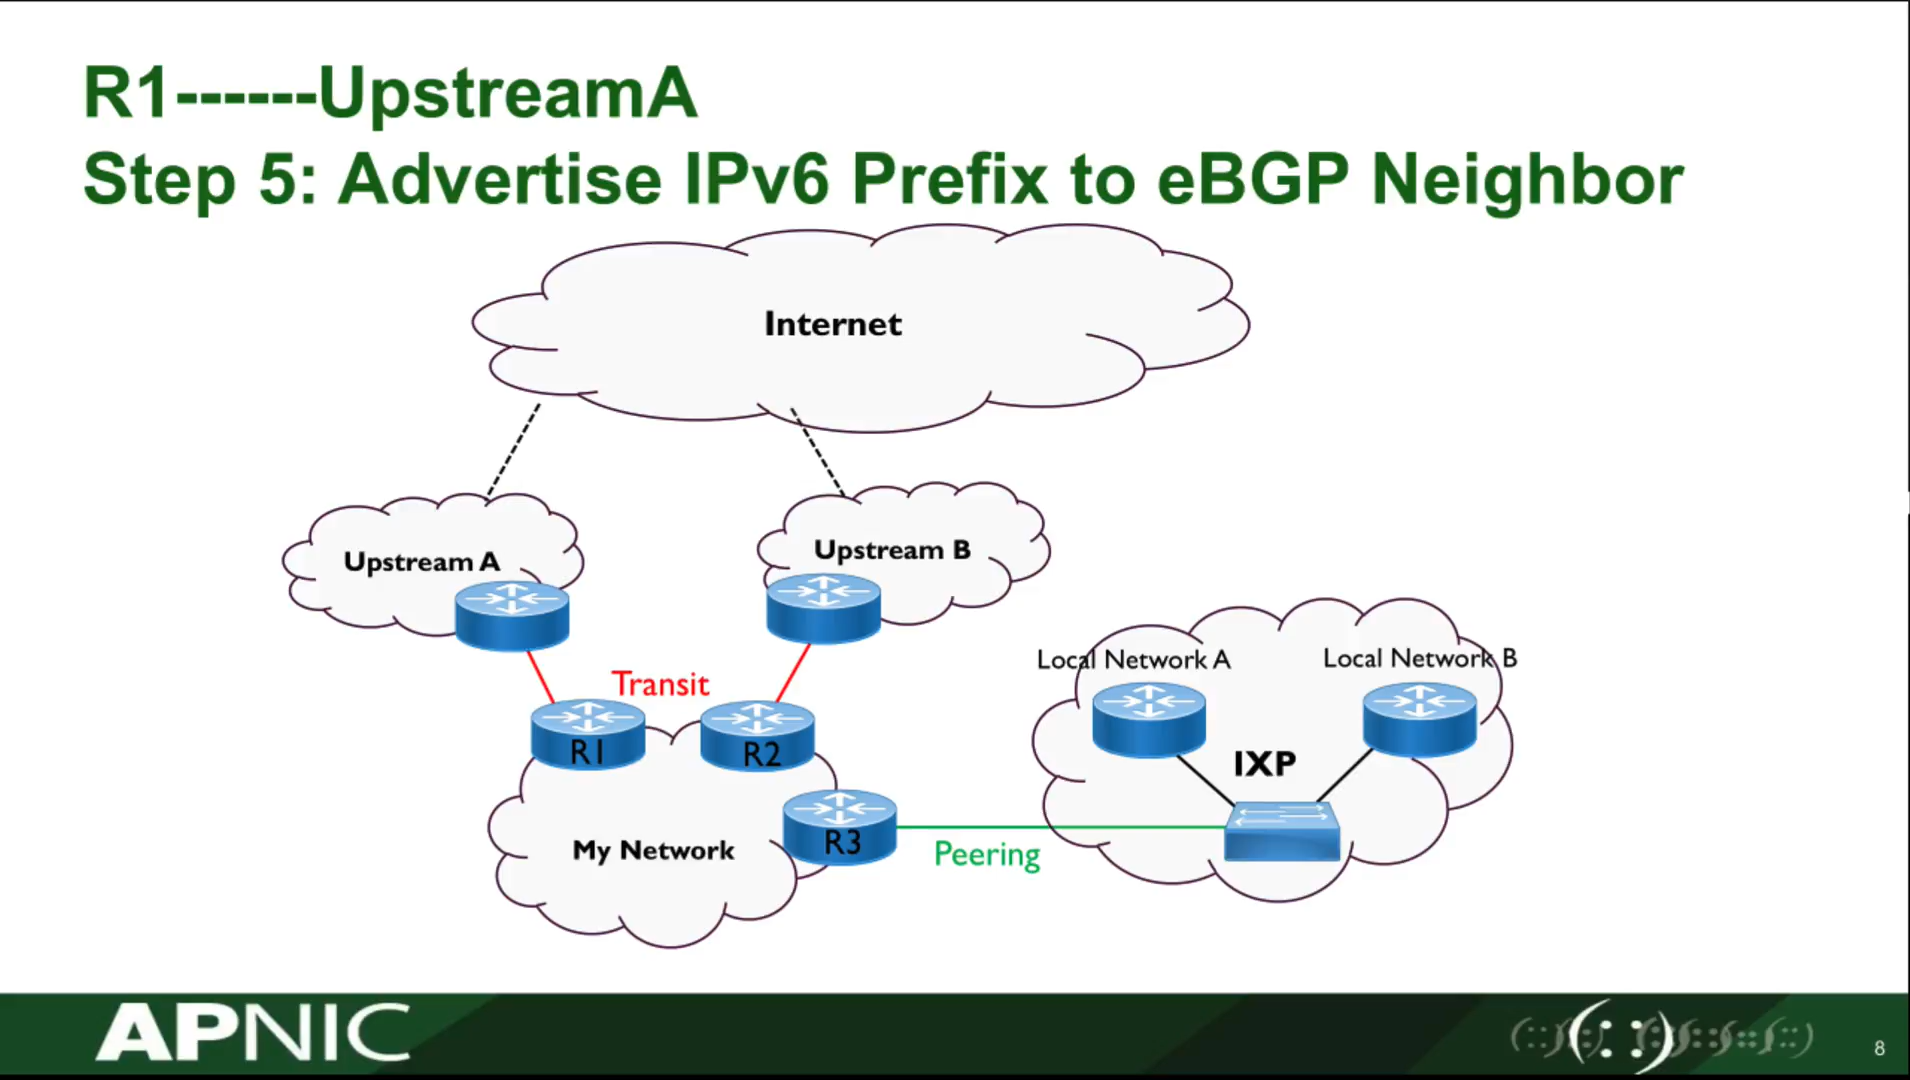 R1------UpstreamA
Step 5: Advertise IPv6 Prefix to eBGP Neighbor
Internet
Upstream A
Upstream B
Transit
Local Network A
Local Network B
R1
R2
IXP
My Network
R3
Peering
APNIC
8